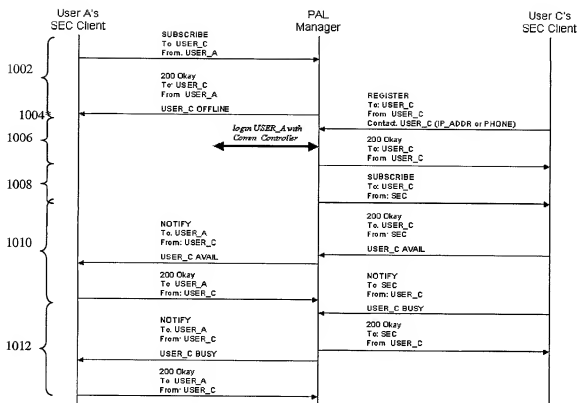 User A's
SEC Client
PAL
Manager
User C's
SEC Client
1002
SUBSCRIBE
To USER_C
From. USER_A
200 Okay
To' USER_C
From USER_A
USER_C OFFLINE
1004
REGISTER
To: USER_C
From USER_C
Contact. USER_C (IP_ADDR or PHONE)
1006
login USER_A with
Comm Controller
200 Okay
To: USER_C
From USER_C
1008
SUBSCRIBE
To: USER_C
From: SEC
1010
200 Okay
To: USER_C
From' SEC
USER_C AVAIL
NOTIFY
To. USER_A
From: USER_C
USER_C AVAIL
200 Okay
To USER_A
From: USER_C
NOTIFY
To SEC
From: USER_C
USER_C BUSY
1012
NOTIFY
To. USER_A
From' USER_C
USER_C BUSY
200 Okay
To: SEC
From USER_C
200 Okay
To USER_A
From' USER_C